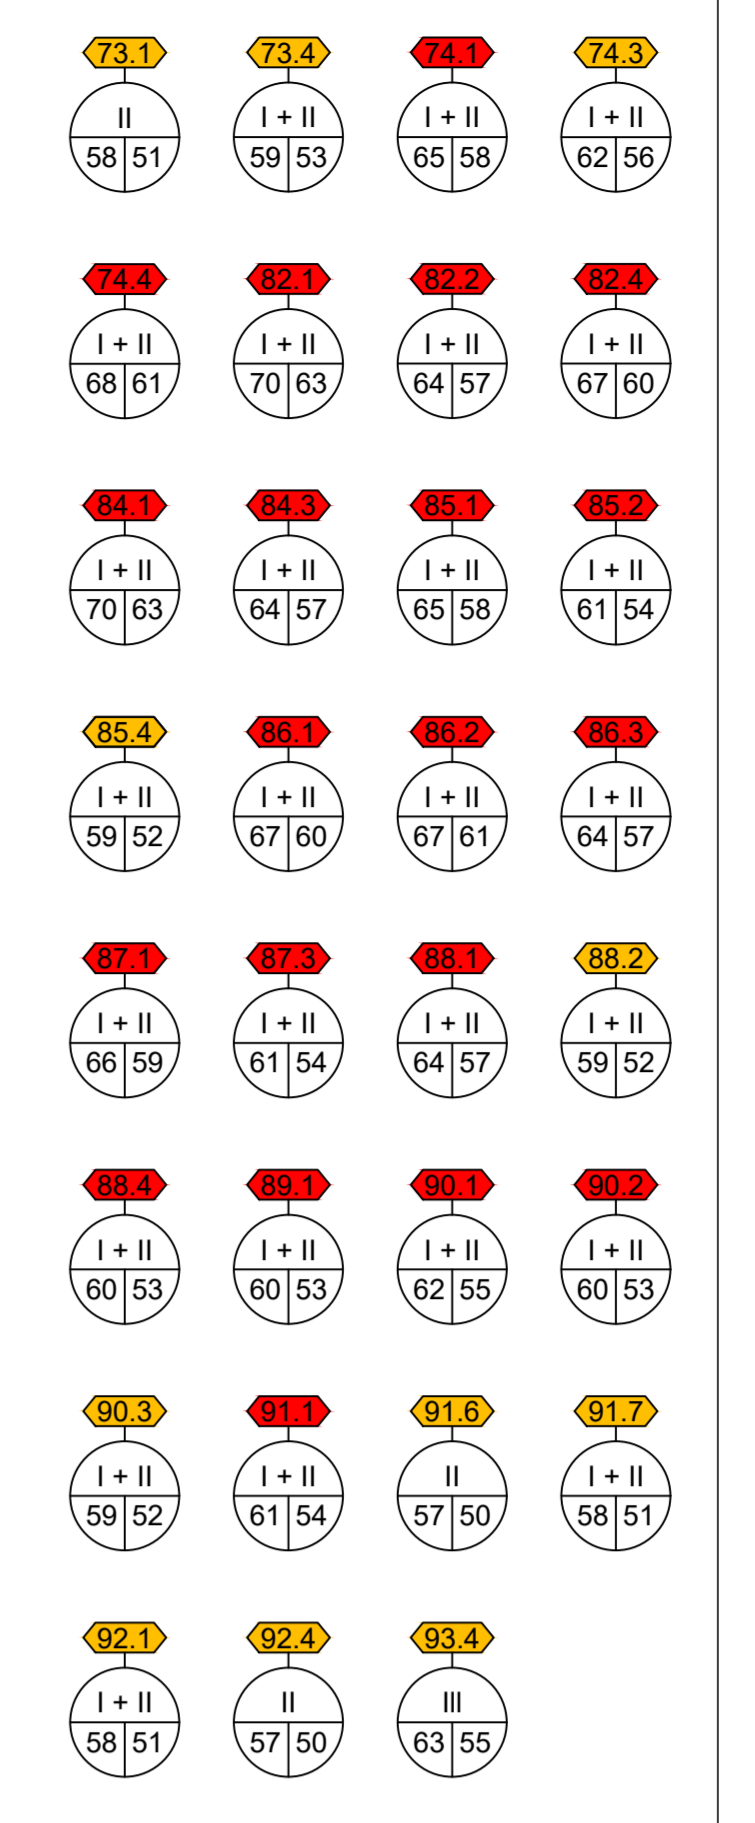 73.1 73.4 74.1 74.3
II I + II I + II I + II
58 51 59 53 65 58 62 56
74.4 82.1 82.2 82.4
I + II I + II I + II I + II
68 61 70 63 64 57 67 60
84.1 84.3 85.1 85.2
I + II I + II I + II I + II
70 63 64 57 65 58 61 54
85.4 86.1 86.2 86.3
I + II I + II I + II I + II
59 52 67 60 67 61 64 57
87.1 87.3 88.1 88.2
I + II I + II I + II I + II
66 59 61 54 64 57 59 52
88.4 89.1 90.1 90.2
I + II I + II I + II I + II
60 53 60 53 62 55 60 53
90.3 91.1 91.6 91.7
I + II I + II II I + II
59 52 61 54 57 50 58 51
92.1 92.4 93.4
I + II II III
58 51 57 50 63 55